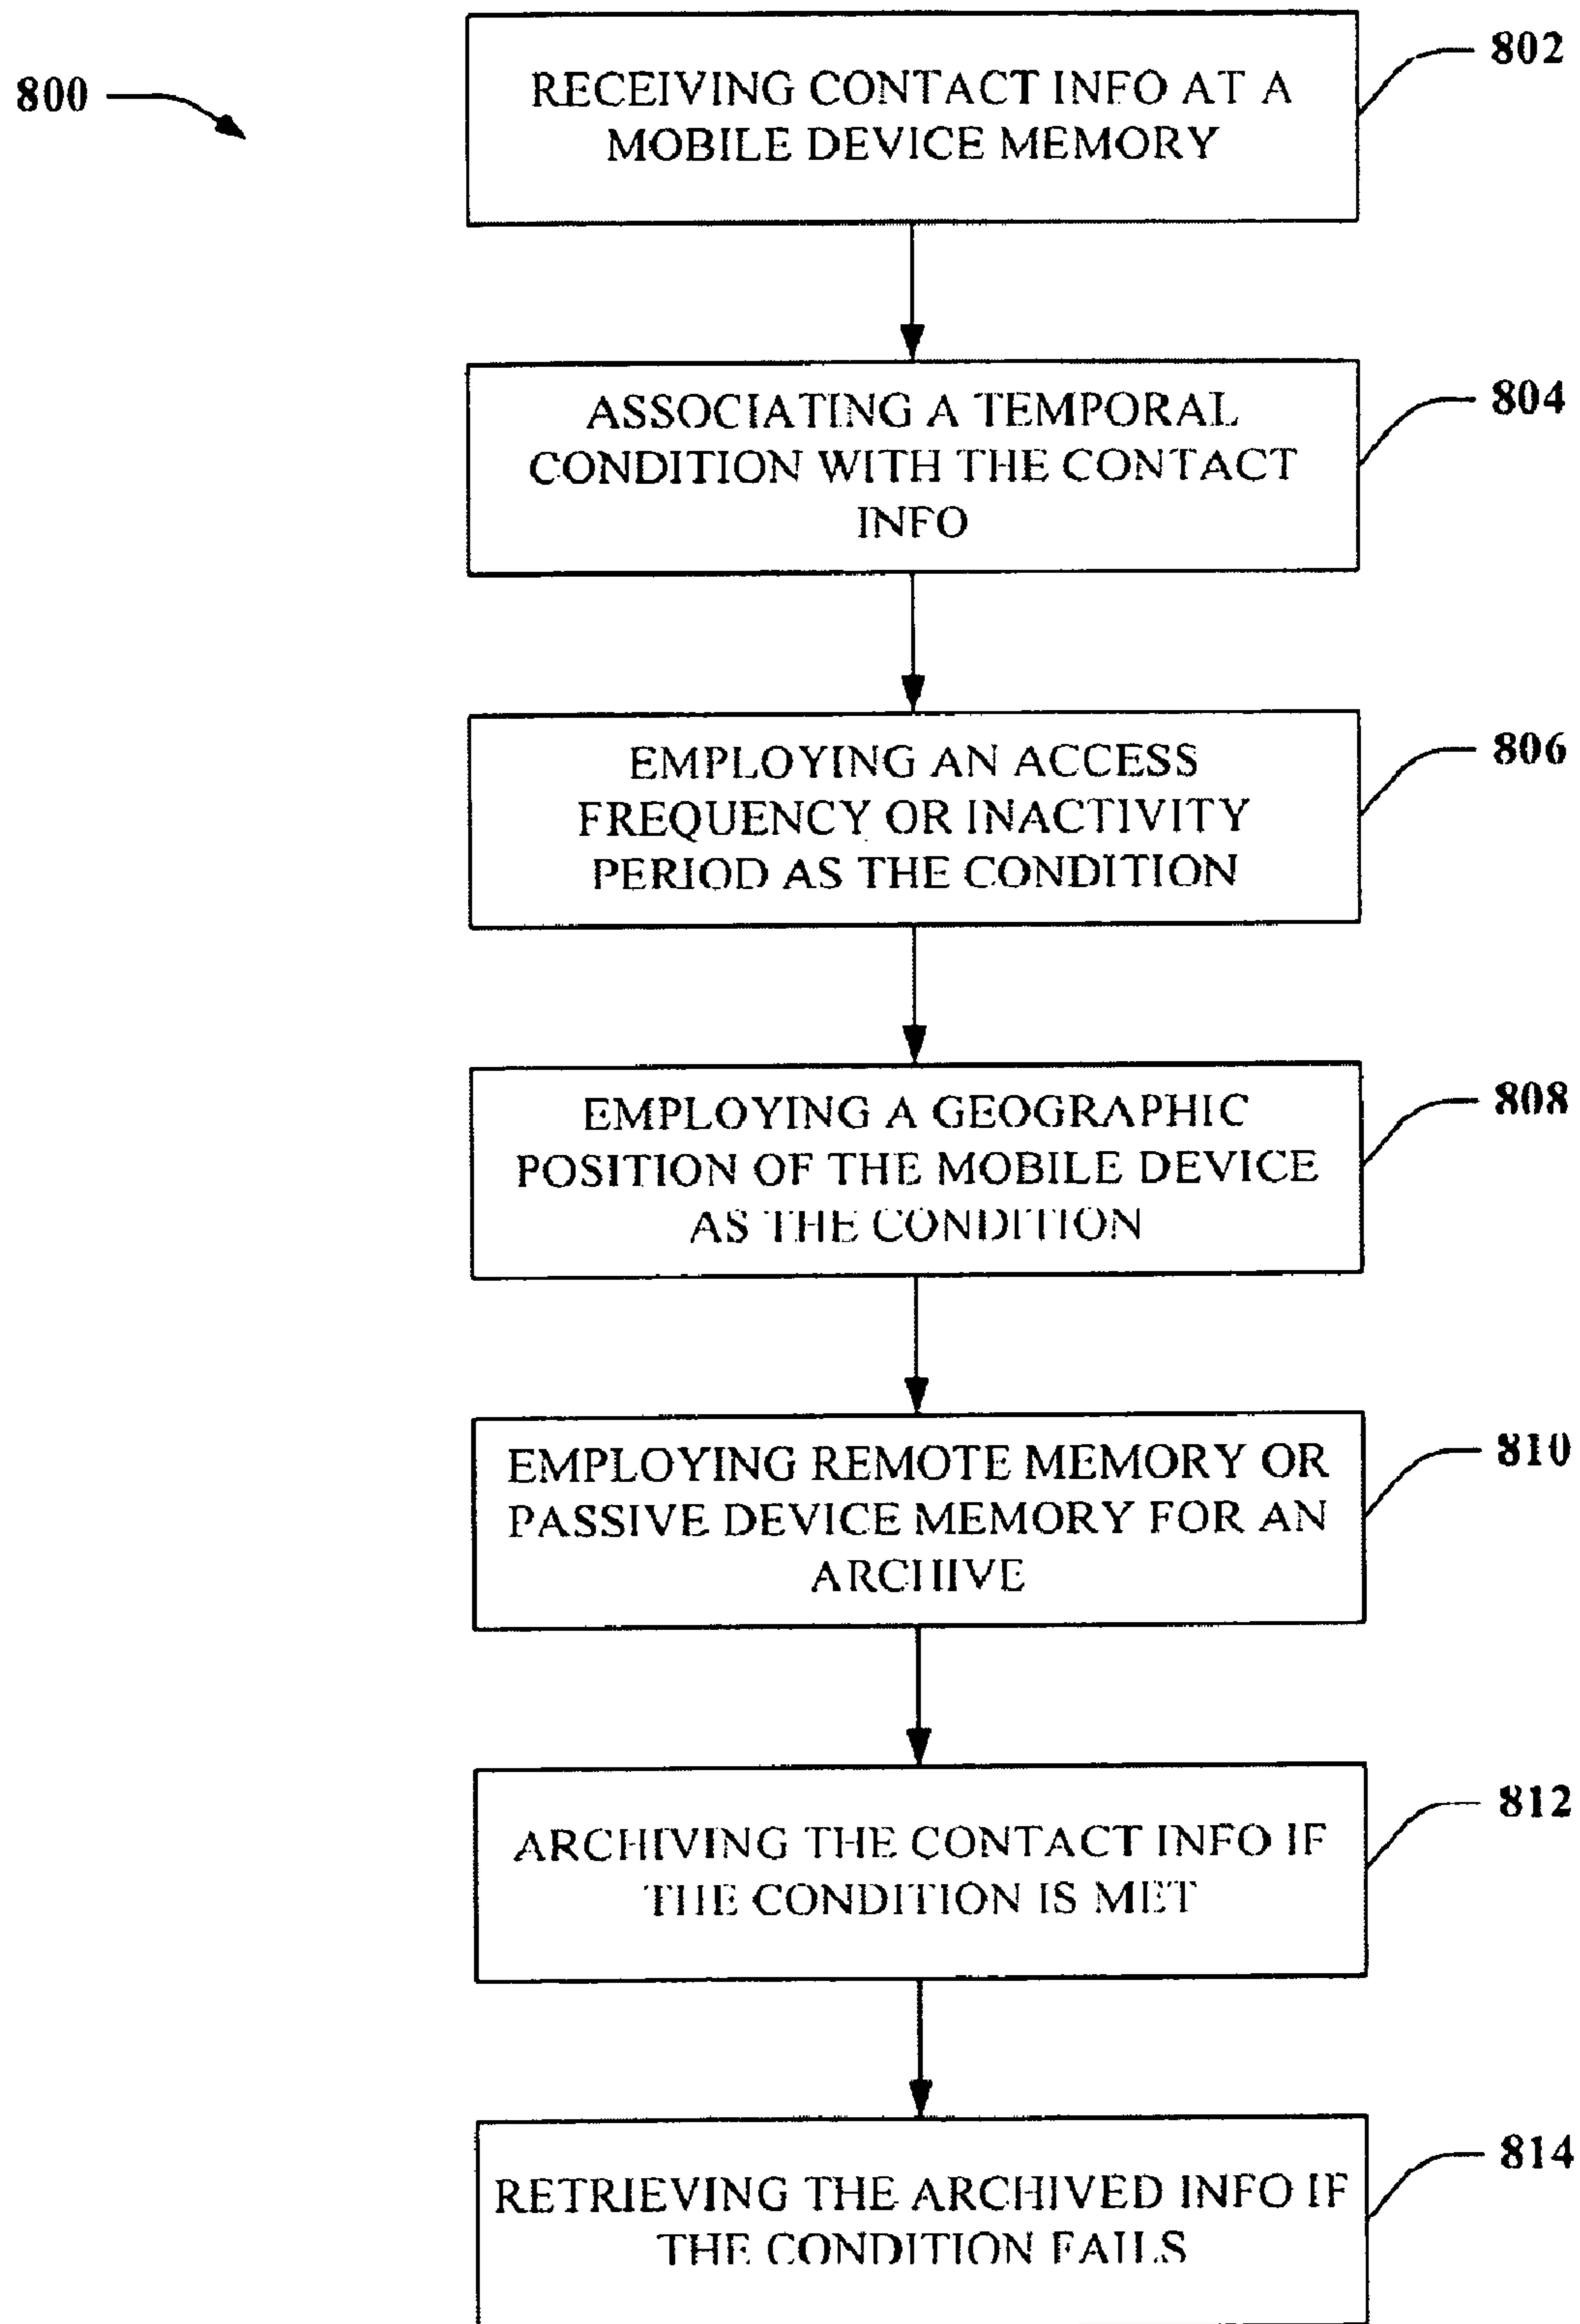 800
802
RECEIVING CONTACT INFO AT A
MOBILE DEVICE MEMORY
804
ASSOCIATING A TEMPORAL
CONDITION WITH THE CONTACT
INFO
806
EMPLOYING AN ACCESS
FREQUENCY OR INACTIVITY
PERIOD AS THE CONDITION
808
EMPLOYING A GEOGRAPHIC
POSITION OF THE MOBILE DEVICE
AS THE CONDITION
810
EMPLOYING REMOTE MEMORY OR
PASSIVE DEVICE MEMORY FOR AN
ARCHIVE
812
ARCHIVING THE CONTACT INFO IF
THE CONDITION IS MET
814
RETRIEVING THE ARCHIVED INFO IF
THE CONDITION FAILS